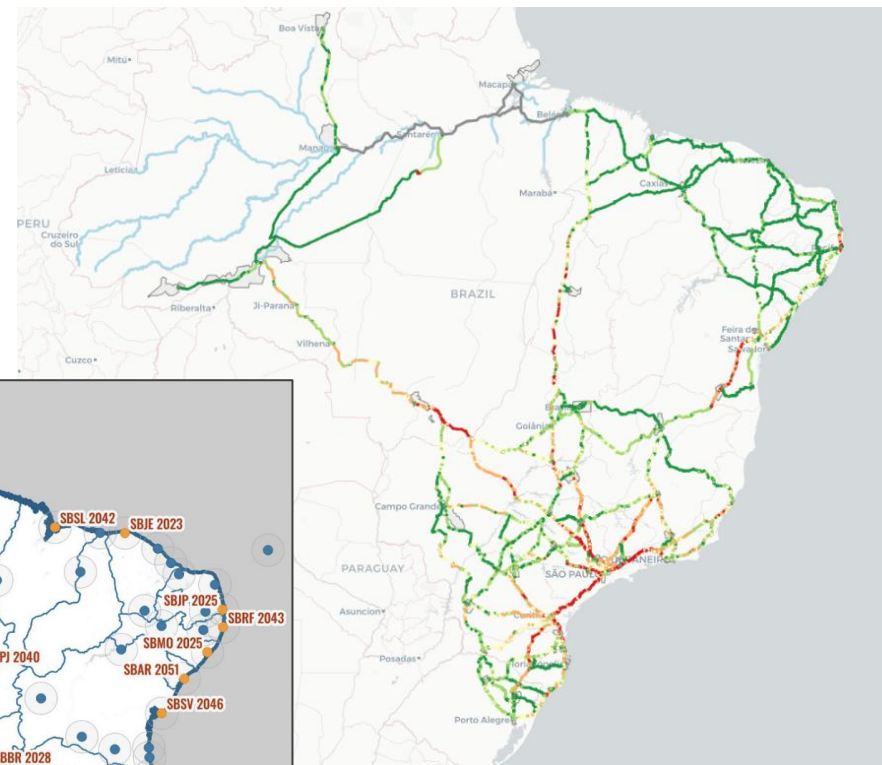 Boa Vista
Mitú
Macapá
Belém
Santarém
Manaus
Leticia
Marabá
Caxias
PERU
Cruzeiro
do Sul
Recife
BRAZIL
Riberalta
Ji-Paraná
Feira de
Santana
Salvador
Vilhena
Cuzco
Goiânia
Campo Grande
PARAGUAY
SÃO PAULO
Asuncion
Posadas
Porto Alegre
SBSL 2042
SBJE 2023
SBJP 2025
SBRF 2043
SBMO 2025
PJ 2040
SBAR 2051
SBSV 2046
BBR 2028